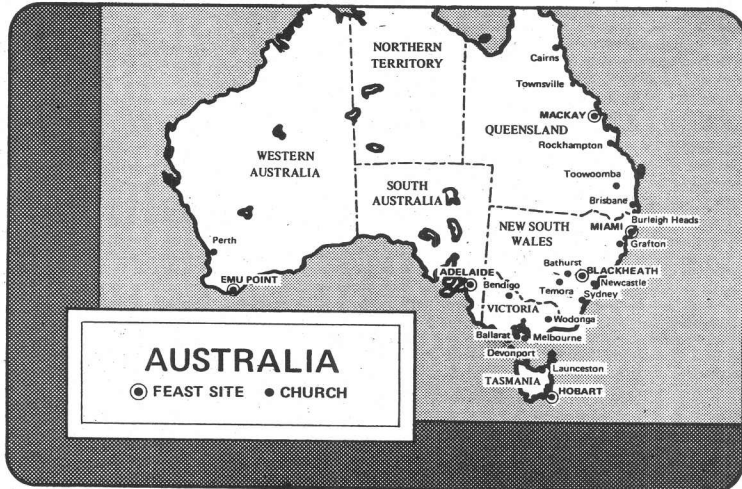 NORTHERN
TERRITORY
Cairns
Townsville
MACKAY
QUEENSLAND
Rockhampton
WESTERN
AUSTRALIA
SOUTH
AUSTRALIA
Toowoomba
Brisbane
Burleigh Heads
MIAMI
NEW SOUTH
WALES
Grafton
Perth
EMU POINT
ADELAIDE
Bathurst
BLACKHEATH
Bendigo
Temora
Newcastle
Sydney
VICTORIA
Wodonga
Ballarat
Melbourne
Devonport
Launceston
TASMANIA
HOBART
AUSTRALIA
FEAST SITE
CHURCH